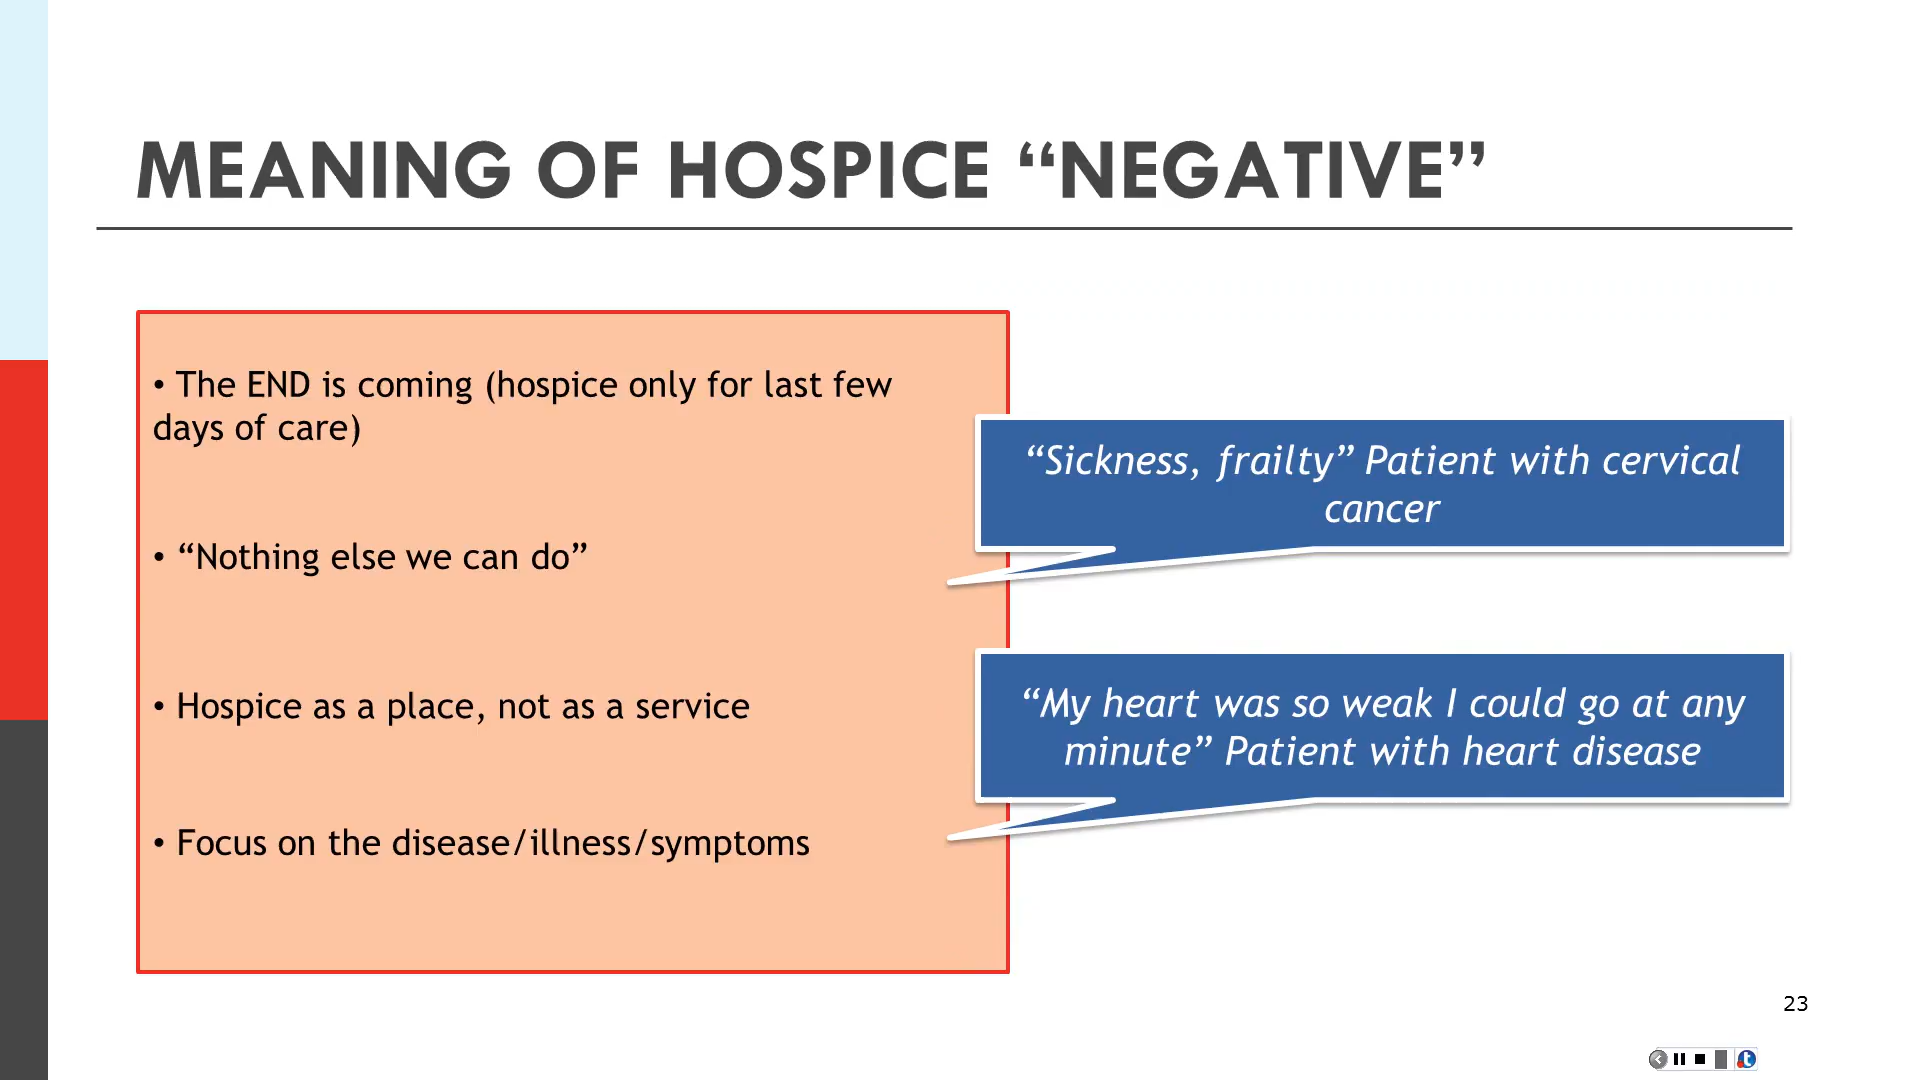 MEANING OF HOSPICE “NEGATIVE”
• The END is coming (hospice only for last few
days of care)
• “Nothing else we can do”
• Hospice as a place, not as a service
• Focus on the disease/illness/symptoms
“Sickness, frailty” Patient with cervical
cancer
“My heart was so weak I could go at any
minute” Patient with heart disease
23
t